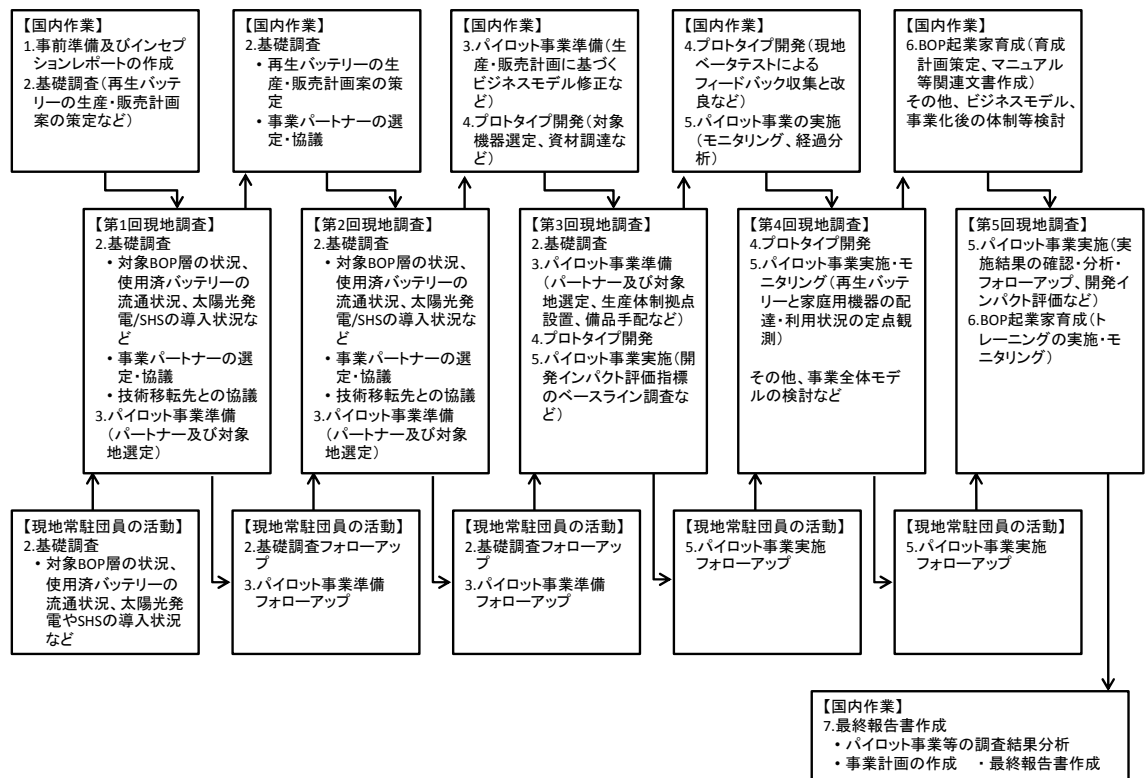 【国内作業】
1.事前準備及びインセプ
ションレポートの作成
2.基礎調査(再生バッテ
リーの生産・販売計画
案の策定など)
【国内作業】
2.基礎調査
・再生バッテリーの生
産・販売計画案の策
定
・事業パートナーの選
定・協議
【国内作業】
3.パイロット事業準備(生
産・販売計画に基づく
ビジネスモデル修正な
ど)
4.プロトタイプ開発(対象
機器選定、資材調達な
ど)
【国内作業】
4.プロトタイプ開発(現地
ベータテストによる
フィードバック収集と改
良など)
5.パイロット事業の実施
(モニタリング、経過分
析)
【国内作業】
6.BOP起業家育成(育成
計画策定、マニュアル
等関連文書作成)
その他、ビジネスモデル、
事業化後の体制等検討
【第1回現地調査】
2.基礎調査
・対象BOP層の状況、
使用済バッテリーの
流通状況、太陽光発
電/SHSの導入状況な
ど
・事業パートナーの選
定・協議
・技術移転先との協議
3.パイロット事業準備
(パートナー及び対象
地選定)
【第2回現地調査】
2.基礎調査
・対象BOP層の状況、
使用済バッテリーの
流通状況、太陽光発
電/SHSの導入状況な
ど
・事業パートナーの選
定・協議
・技術移転先との協議
3.パイロット事業準備
(パートナー及び対象
地選定)
【第3回現地調査】
2.基礎調査
3.パイロット事業準備
(パートナー及び対象
地選定、生産体制拠点
設置、備品手配など)
4.プロトタイプ開発
5.パイロット事業実施(開
発インパクト評価指標
のベースライン調査な
ど)
【第4回現地調査】
4.プロトタイプ開発
5.パイロット事業実施・モ
ニタリング(再生バッテ
リーと家庭用機器の配
達・利用状況の定点観
測)
その他、事業全体モデ
ルの検討など
【第5回現地調査】
5.パイロット事業実施(実
施結果の確認・分析・
フォローアップ、開発イ
ンパクト評価など)
6.BOP起業家育成(ト
レーニングの実施・モ
ニタリング)
【現地常駐団員の活動】
2.基礎調査
・対象BOP層の状況、
使用済バッテリーの
流通状況、太陽光発
電やSHSの導入状況
など
【現地常駐団員の活動】
2.基礎調査フォローアッ
プ
3.パイロット事業準備
フォローアップ
【現地常駐団員の活動】
2.基礎調査フォローアッ
プ
3.パイロット事業準備
フォローアップ
【現地常駐団員の活動】
5.パイロット事業実施
フォローアップ
【現地常駐団員の活動】
5.パイロット事業実施
フォローアップ
【国内作業】
7.最終報告書作成
・パイロット事業等の調査結果分析
・事業計画の作成 ・最終報告書作成